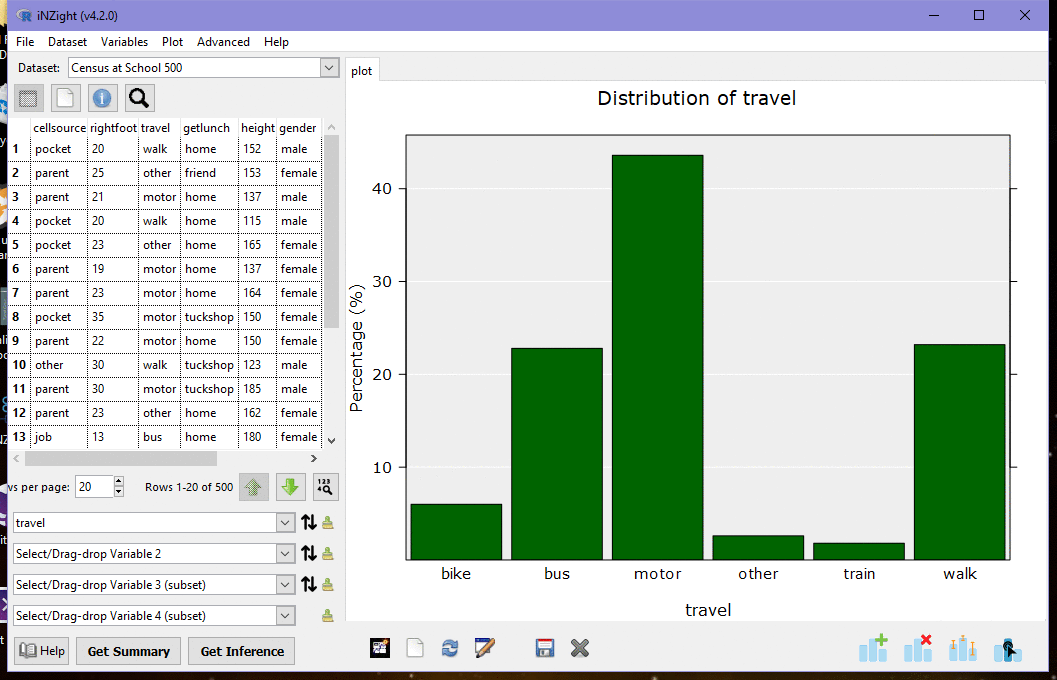 iNZight (v4.2.0)
File Dataset Variables Plot Advanced Help
Dataset: Census at School 500
plot
cellsource rightfoot travel getlunch height gender
1 pocket 20 walk home 152 male
2 parent 25 other friend 153 female
3 parent 21 motor home 137 male
4 pocket 20 walk home 115 male
5 pocket 23 other home 165 female
6 parent 19 motor home 137 female
7 parent 23 motor home 164 female
8 pocket 35 motor tuckshop 150 female
9 parent 22 motor home 150 female
10 other 30 walk tuckshop 123 male
11 parent 30 motor tuckshop 185 male
12 parent 23 other home 162 female
13 job 13 bus home 180 female
vs per page: 20 Rows 1-20 of 500
travel
Select/Drag-drop Variable 2
Select/Drag-drop Variable 3 (subset)
Select/Drag-drop Variable 4 (subset)
Help Get Summary Get Inference
Distribution of travel
Percentage (%)
40
30
20
10
bike bus motor other train walk
travel